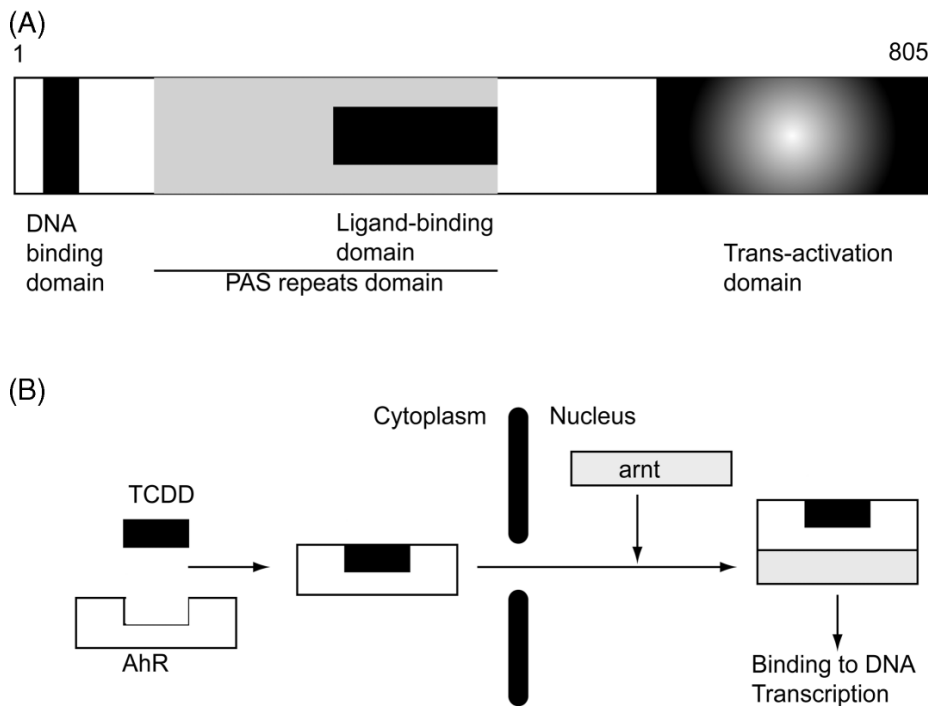 (A)
1
805
DNA
binding
domain
Ligand-binding
domain
PAS repeats domain
Trans-activation
domain
(B)
Cytoplasm
Nucleus
arnt
TCDD
AhR
Binding to DNA
Transcription